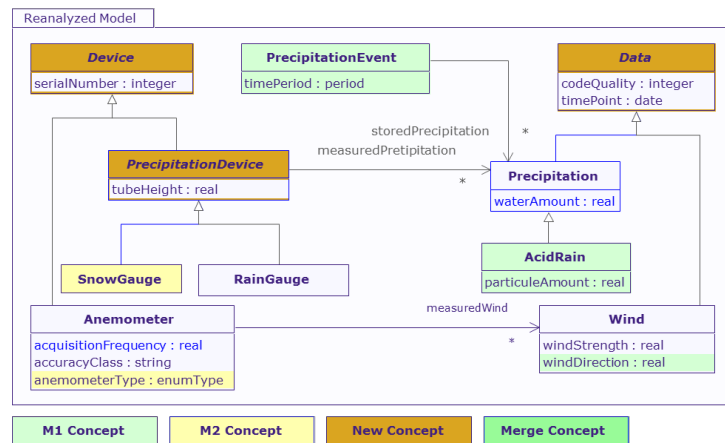 Reanalyzed Model
Device
serialNumber : integer
PrecipitationEvent
timePeriod : period
Data
codeQuality : integer
timePoint : date
storedPrecipitation
*
measuredPretipitation
*
PrecipitationDevice
tubeHeight : real
Precipitation
waterAmount : real
SnowGauge
RainGauge
AcidRain
particuleAmount : real
Anemometer
acquisitionFrequency : real
accuracyClass : string
anemometerType : enumType
measuredWind
*
Wind
windStrength : real
windDirection : real
M1 Concept
M2 Concept
New Concept
Merge Concept